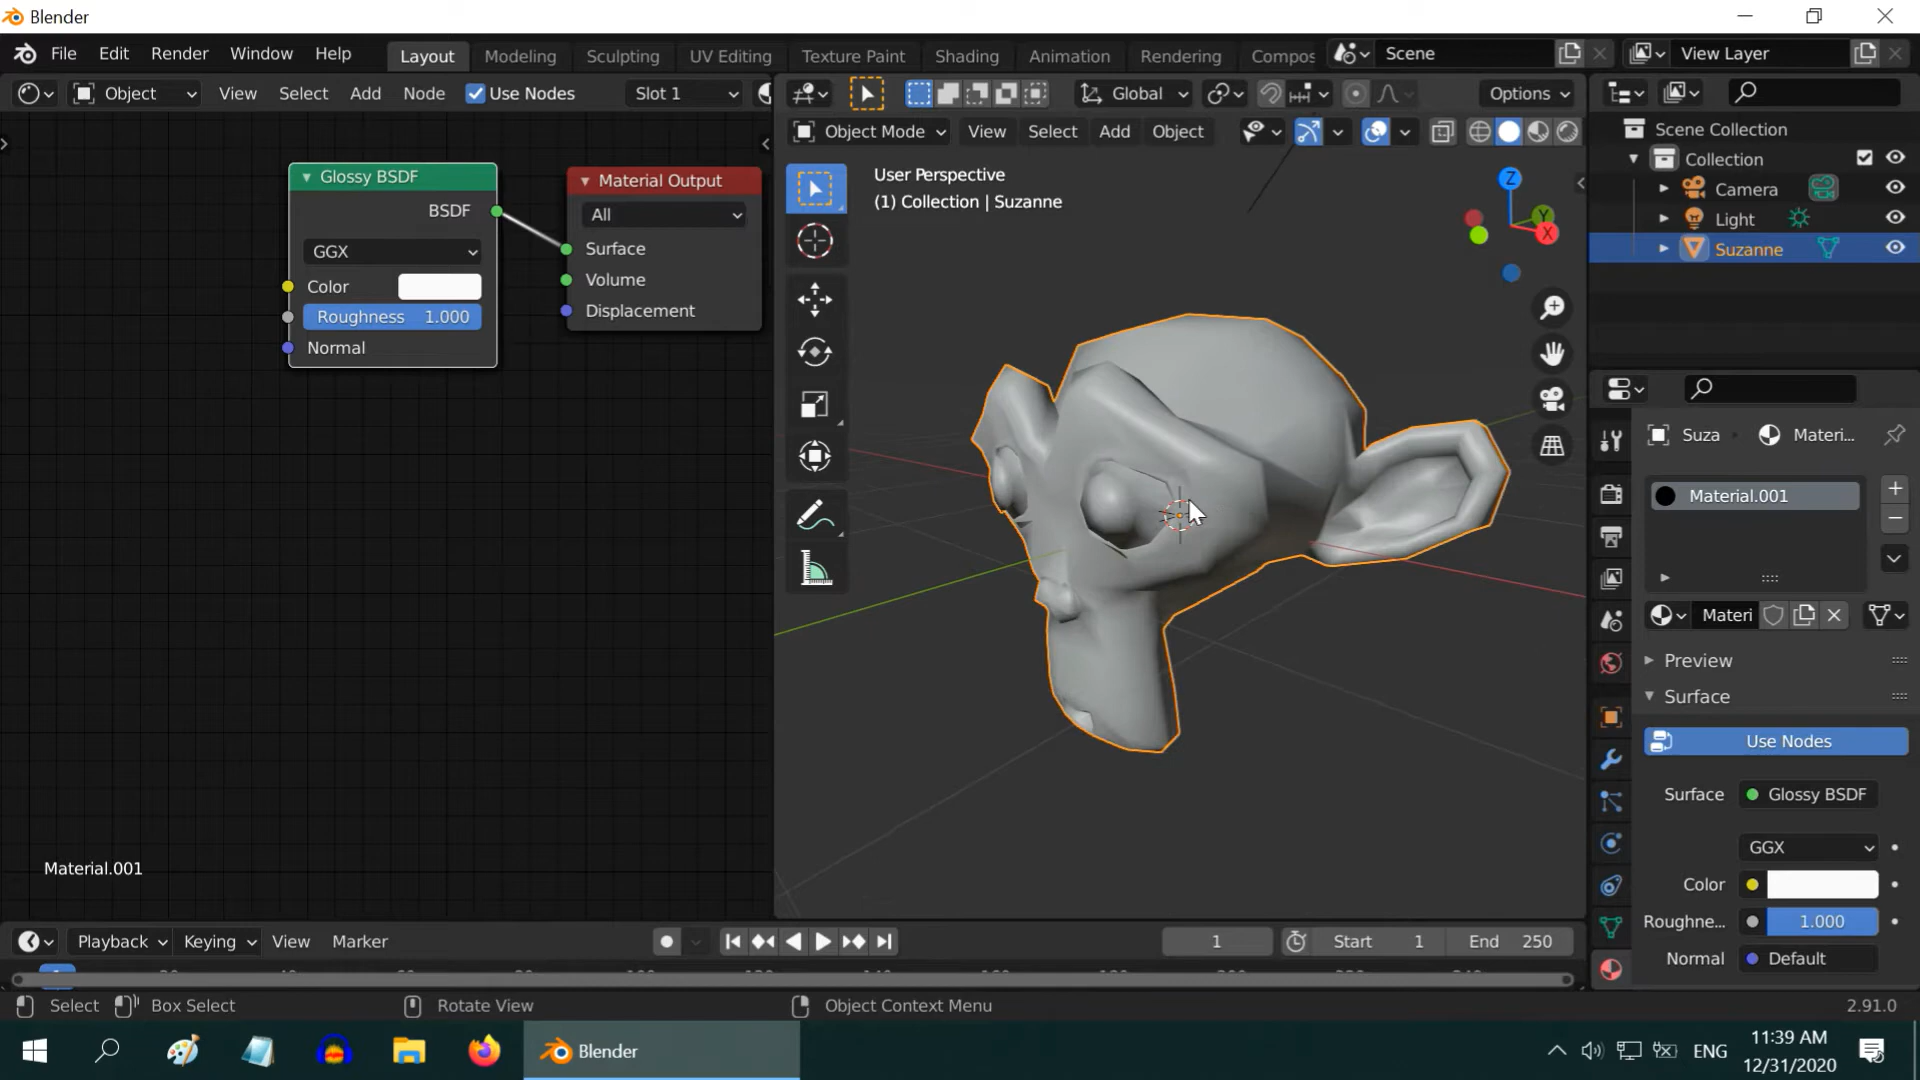 Blender
File Edit Render Window Help Layout Modeling Sculpting UV Editing Texture Paint Shading Animation Rendering Compos Scene View Layer
Object View Select Add Node Use Nodes Slot 1 Global Options
Object Mode View Select Add Object
User Perspective
(1) Collection | Suzanne
Z
Y
X
Scene Collection
Collection
Camera
Light
Suzanne
Glossy BSDF
BSDF
GGX
Color
Roughness 1.000
Normal
Material Output
All
Surface
Volume
Displacement
Suza Materi...
Material.001
Materi
Preview
Surface
Use Nodes
Surface Glossy BSDF
GGX
Color
Roughne... 1.000
Normal Default
Material.001
Playback Keying View Marker 1 Start 1 End 250
Select Box Select Rotate View Object Context Menu 2.91.0
Blender ENG 11:39 AM
12/31/2020